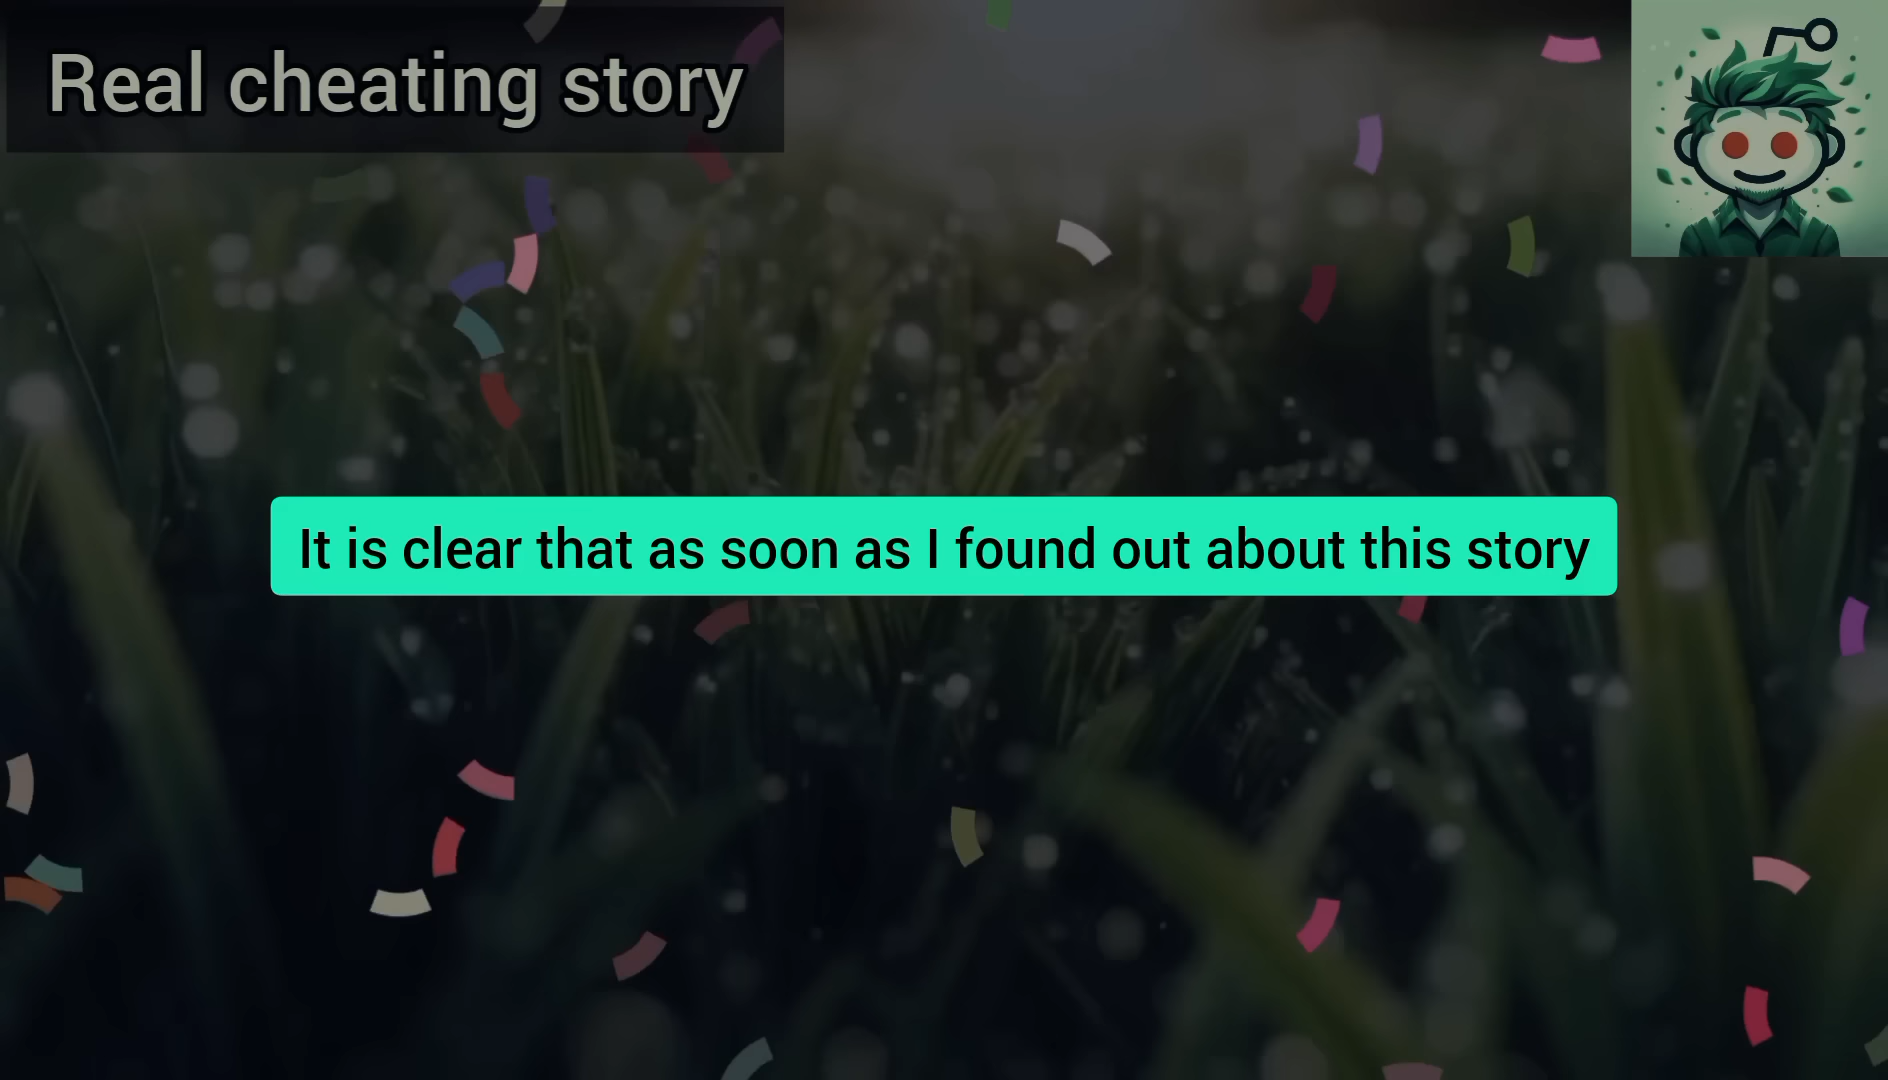 Real cheating story
It is clear that as soon as I found out about this story